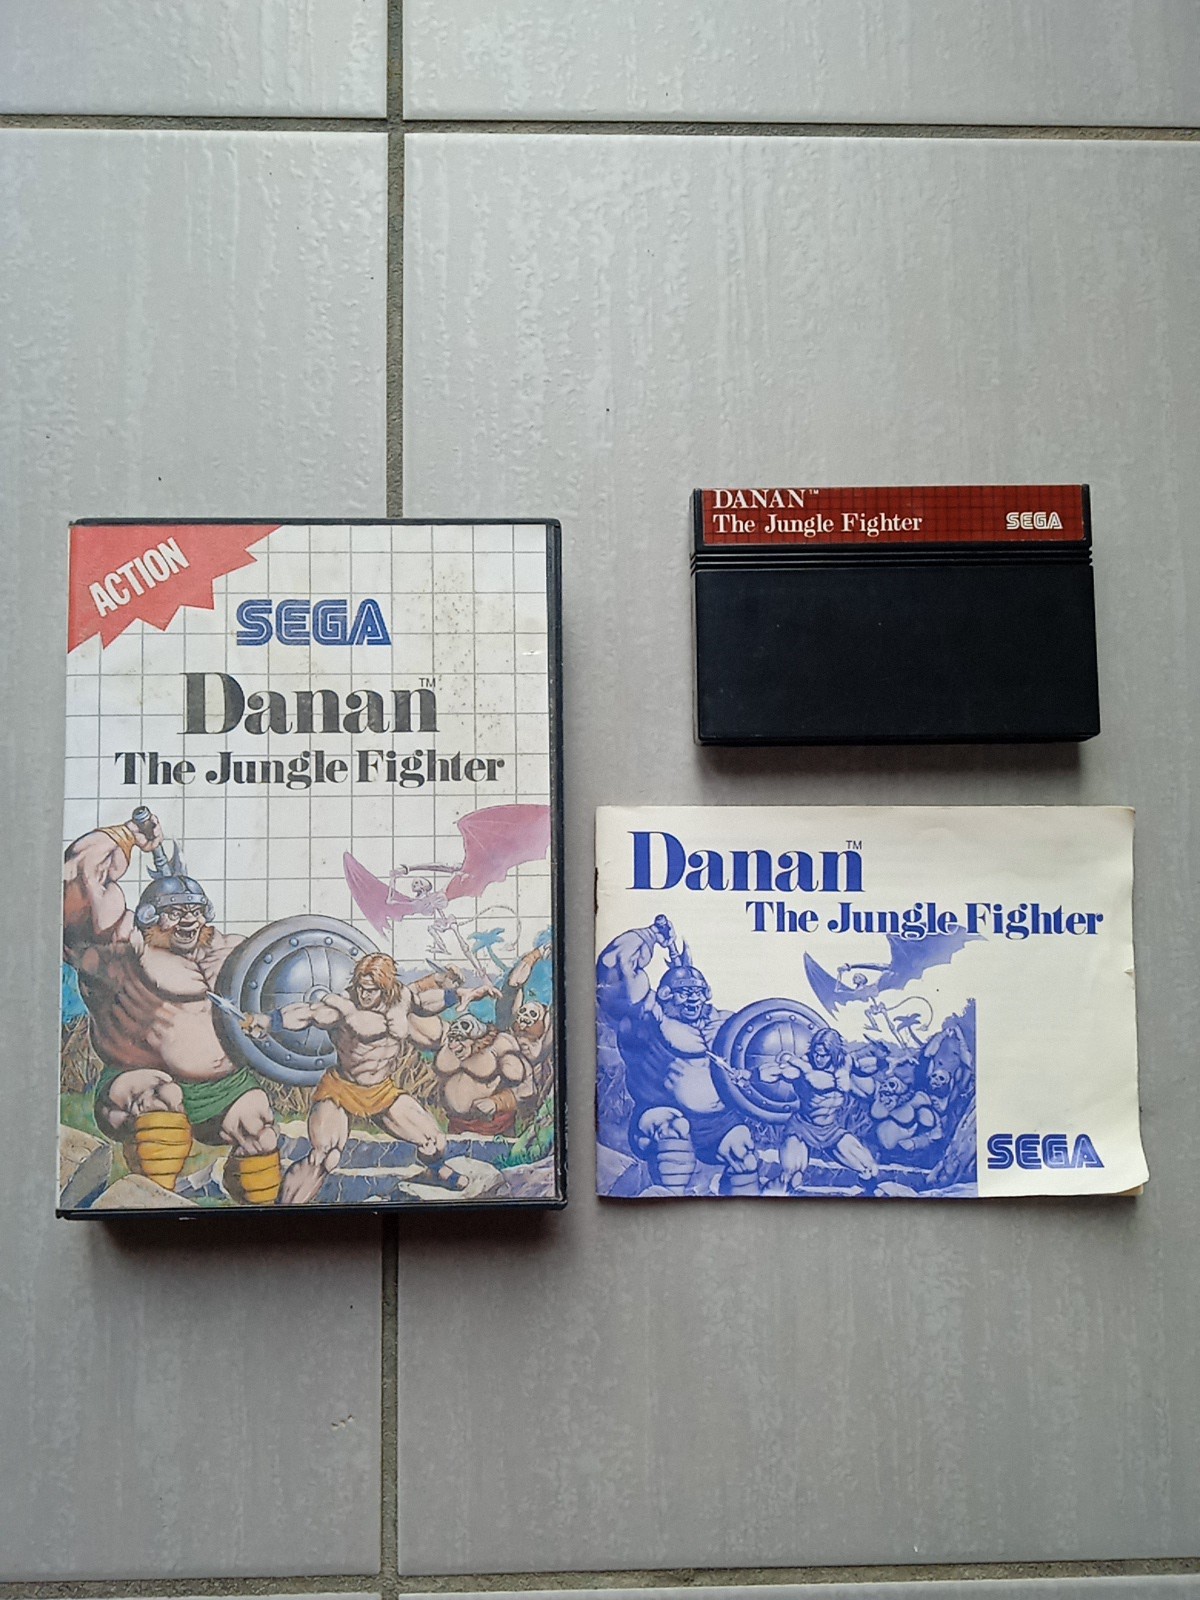 ACTION
SEGA
Danan™
The Jungle Fighter
DANAN™
The Jungle Fighter
SEGA
Danan™
The Jungle Fighter
SEGA